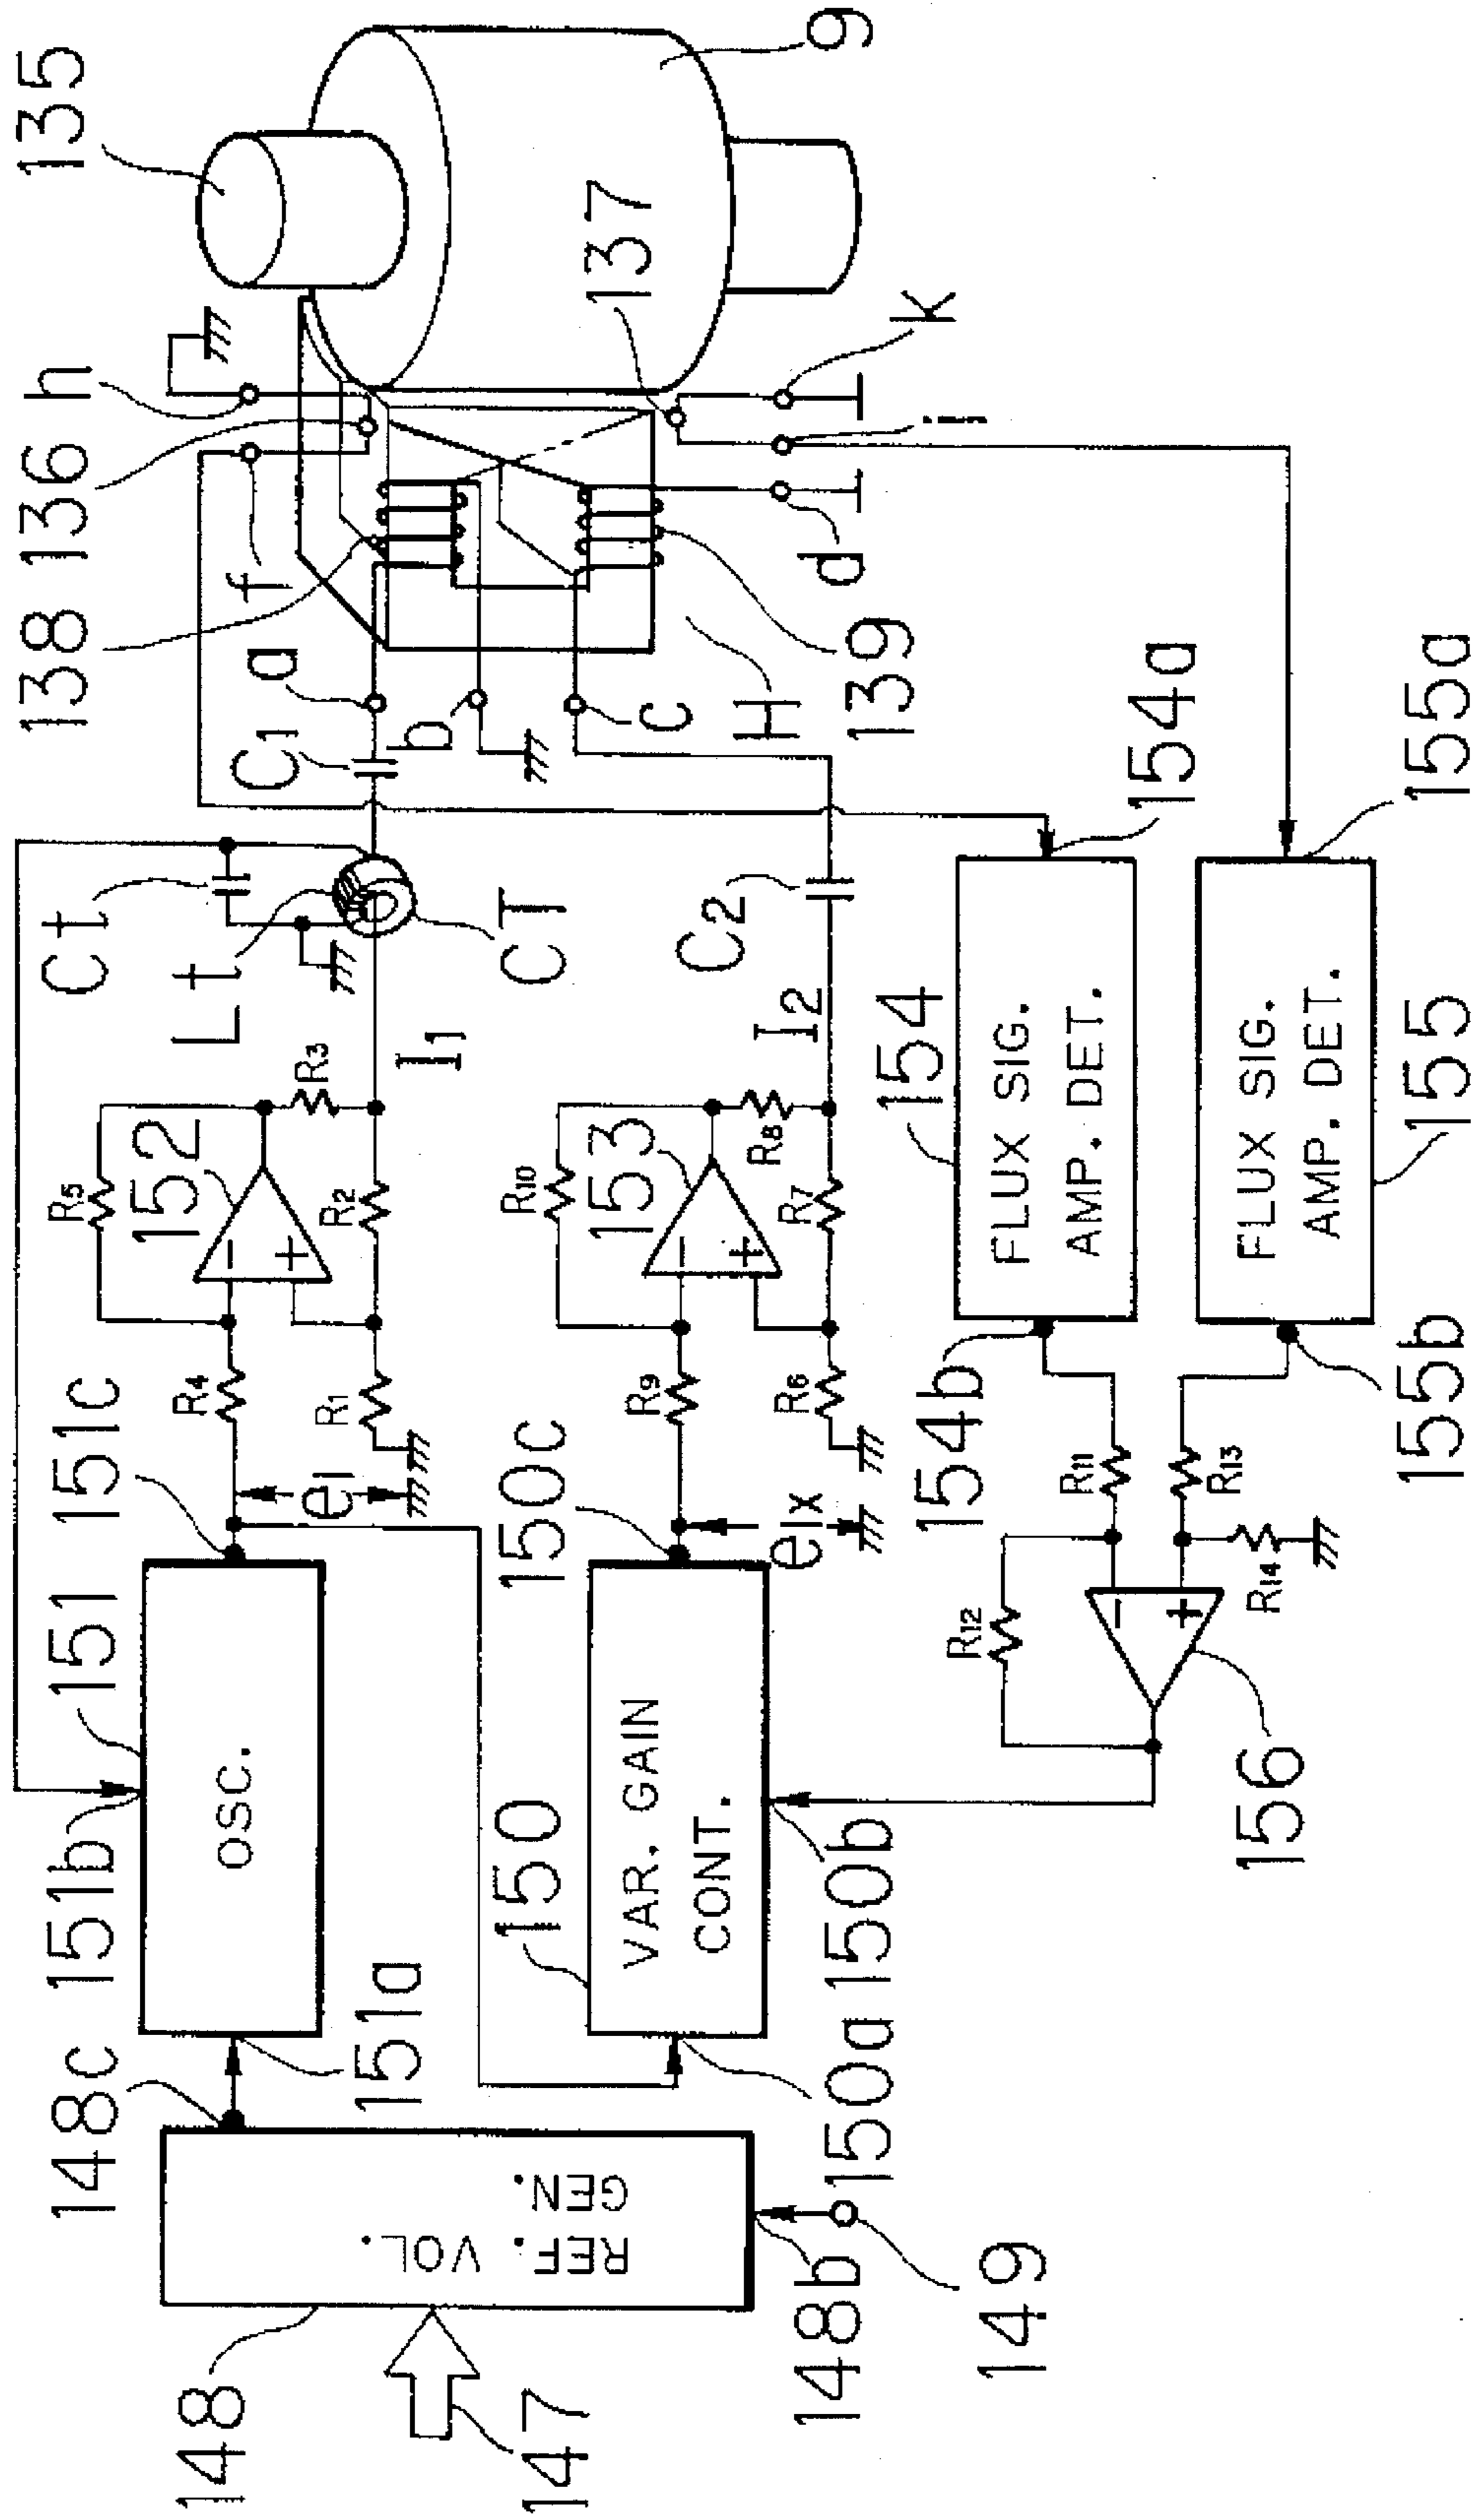 135
9
h
136
137
k
i
f
138
d
a
b
c
H
139
C1
154a
155a
Ct
Lt
CT
C2
I1
I2
154
FLUX SIG.
AMP. DET.
155
FLUX SIG.
AMP. DET.
R5
152
R3
R2
-
+
R10
153
R8
R7
-
+
R4
R1
R9
R6
154b
155b
151c
ei
150c
eix
R11
R13
R12
R14
-
+
156
151
OSC.
151b
151a
150
VAR. GAIN
CONT.
150b
150a
148c
REF. VOL.
GEN.
148
148b
149
147